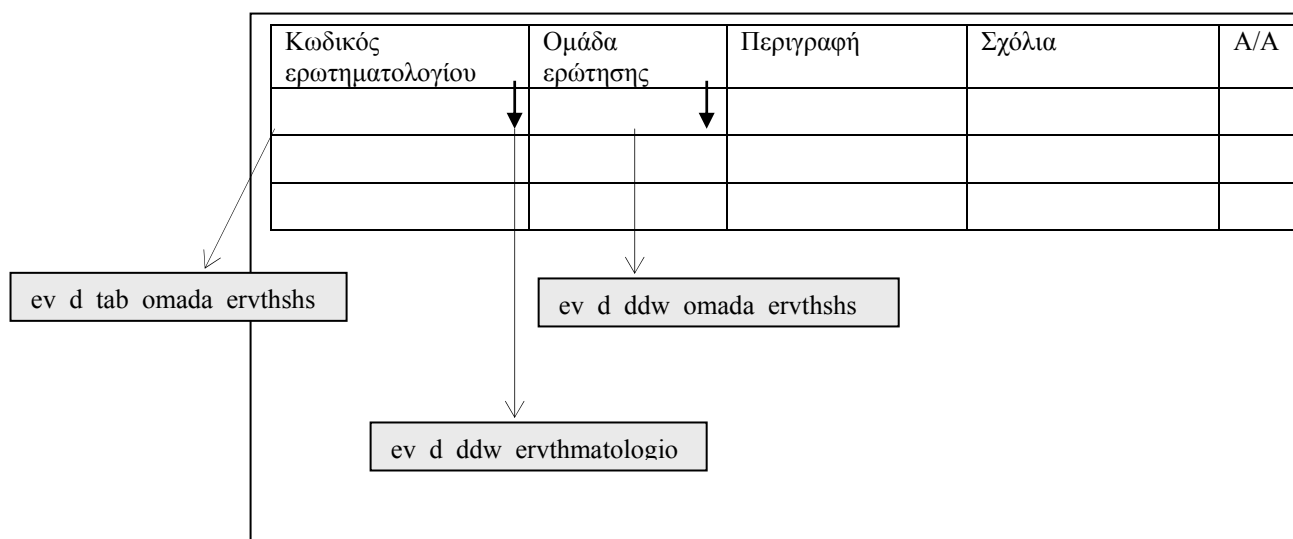 Κωδικός ερωτηματολογίου
Ομάδα ερώτησης
Περιγραφή
Σχόλια
Α/Α
ev d tab omada ervthshs
ev d ddw omada ervthshs
ev d ddw ervthmatologio